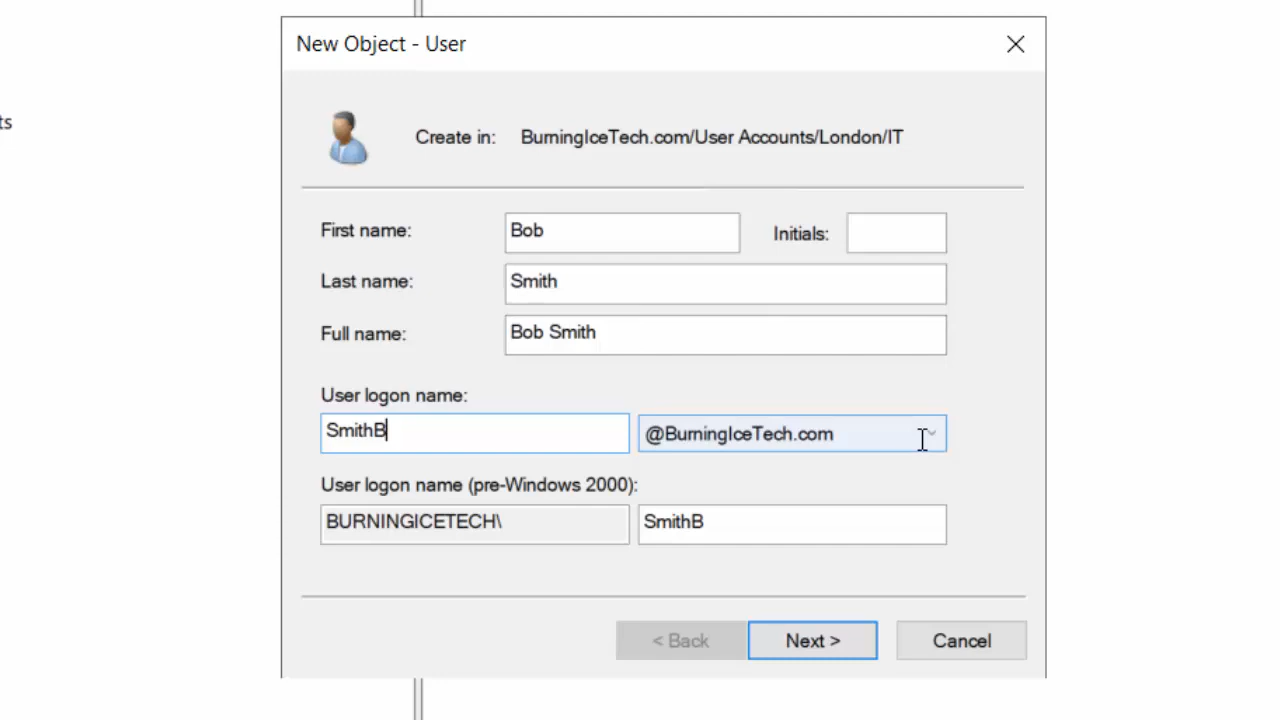 New Object - User
ts
Create in: BurningIceTech.com/User Accounts/London/IT
First name: Bob Initials:
Last name: Smith
Full name: Bob Smith
User logon name:
SmithB @BurningIceTech.com
User logon name (pre-Windows 2000):
BURNINGICETECH\ SmithB
< Back Next > Cancel